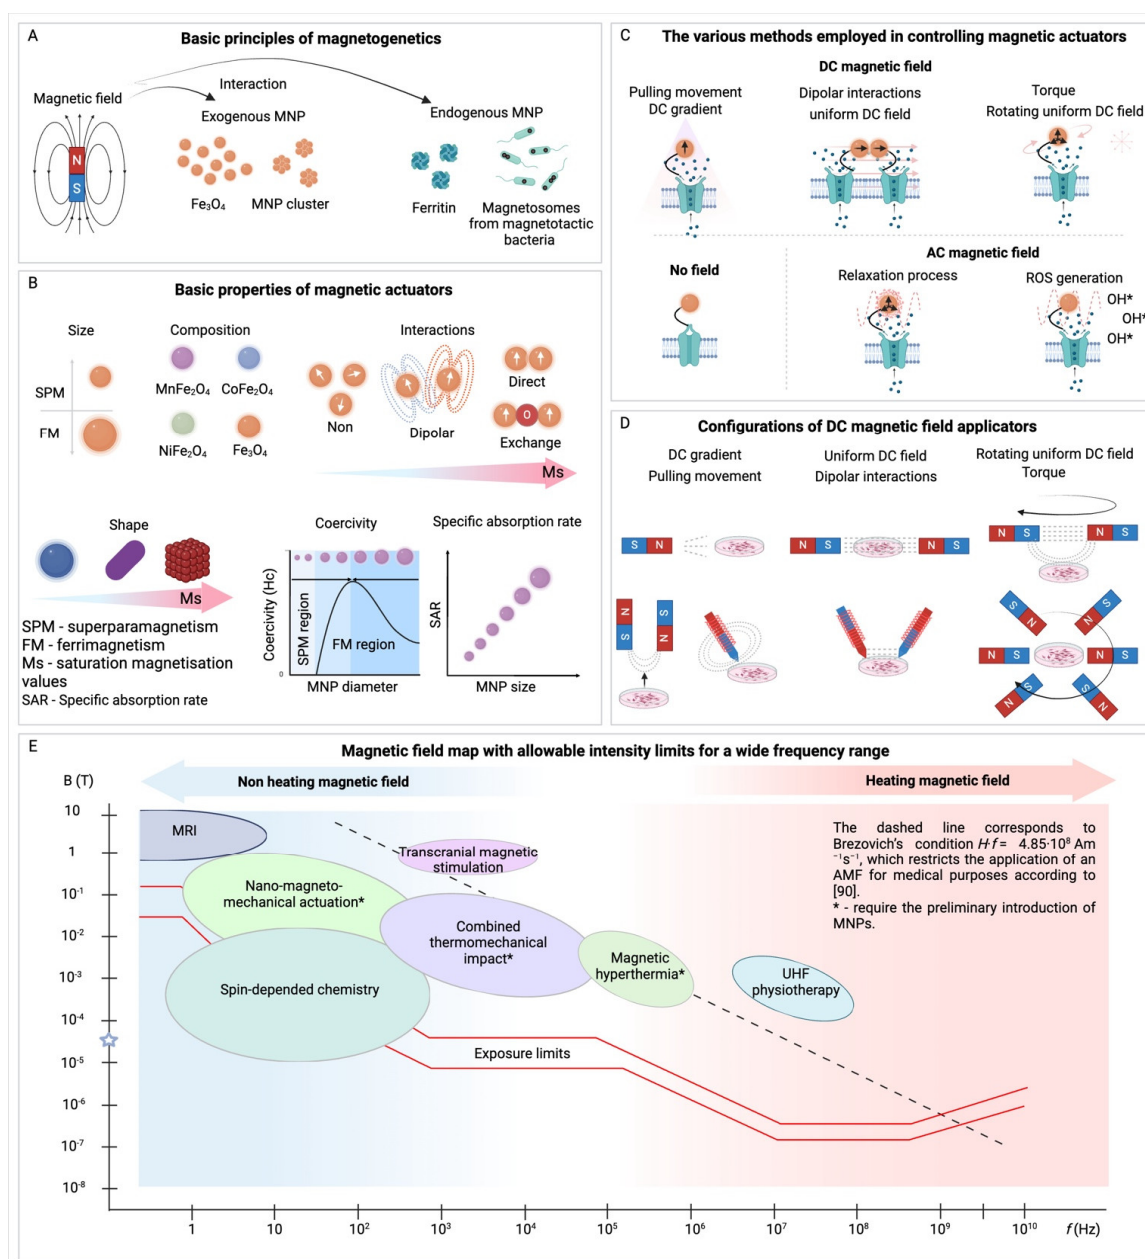 A
Basic principles of magnetogenetics
Interaction
Magnetic field
Exogenous MNP
Endogenous MNP
N
S
Fe₃O₄
MNP cluster
Ferritin
Magnetosomes
from magnetotactic
bacteria
B
Basic properties of magnetic actuators
Size
Composition
Interactions
SPM
FM
MnFe₂O₄
CoFe₂O₄
NiFe₂O₄
Fe₃O₄
Non
Dipolar
Direct
O
Exchange
Ms
Shape
Ms
SPM - superparamagnetism
FM - ferrimagnetism
Ms - saturation magnetisation
values
SAR - Specific absorption rate
Coercivity
Coercivity (Hc)
SPM region
FM region
0
MNP diameter
Specific absorption rate
SAR
MNP size
C
The various methods employed in controlling magnetic actuators
DC magnetic field
Pulling movement
DC gradient
Dipolar interactions
uniform DC field
Torque
Rotating uniform DC field
No field
AC magnetic field
Relaxation process
ROS generation
OH*
OH*
OH*
D
Configurations of DC magnetic field applicators
DC gradient
Pulling movement
Uniform DC field
Dipolar interactions
Rotating uniform DC field
Torque
S N
N S
N S
N S
N S
N S
S N
S N
S N
N S
N S
N S
S N
E
Magnetic field map with allowable intensity limits for a wide frequency range
Non heating magnetic field
Heating magnetic field
B (T)
10
1
10⁻¹
10⁻²
10⁻³
10⁻⁴
10⁻⁵
10⁻⁶
10⁻⁷
10⁻⁸
MRI
Transcranial magnetic
stimulation
Nano-magneto-
mechanical actuation*
Combined
thermomechanical
impact*
Magnetic
hyperthermia*
UHF
physiotherapy
Spin-depended chemistry
Exposure limits
The dashed line corresponds to
Brezovich's condition H·f = 4.85·10⁸ Am
⁻¹s⁻¹, which restricts the application of an
AMF for medical purposes according to
[90].
* - require the preliminary introduction of
MNPs.
1
10
10²
10³
10⁴
10⁵
10⁶
10⁷
10⁸
10⁹
10¹⁰
f (Hz)